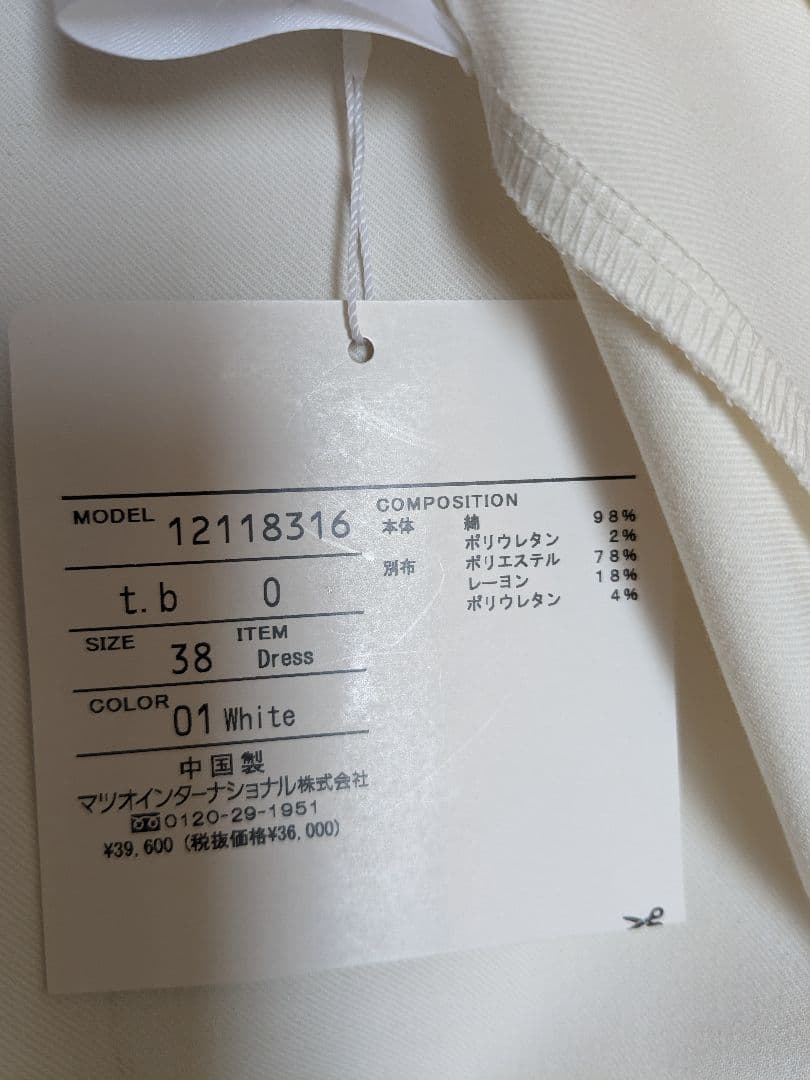 MODEL 12118316
t.b 0
SIZE 38 ITEM Dress
COLOR 01 White
中国製
マツオインターナショナル株式会社
0120-29-1951
¥39,600 (税抜価格¥36,000)
COMPOSITION
本体 綿 98%
ポリウレタン 2%
別布 ポリエステル 78%
レーヨン 18%
ポリウレタン 4%